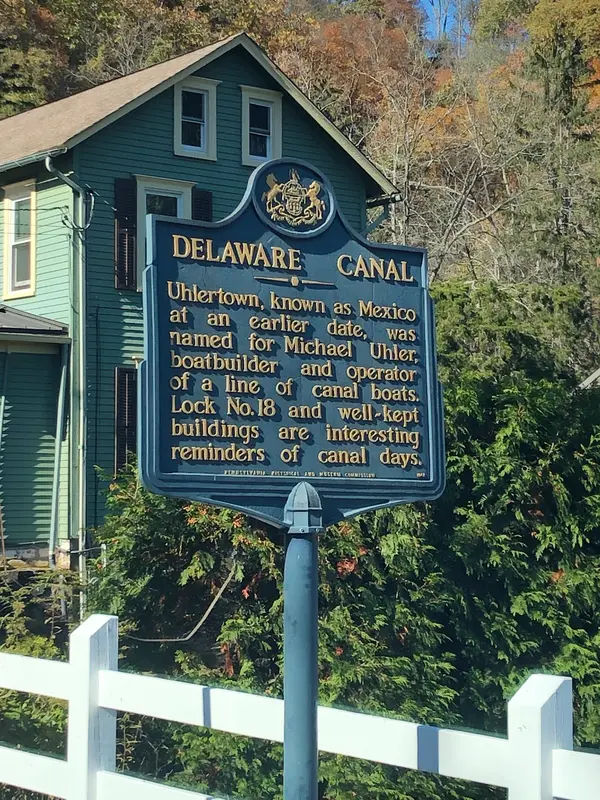 DELAWARE CANAL
Uhlertown, known as Mexico
at an earlier date, was
named for Michael Uhler,
boatbuilder and operator
of a line of canal boats.
Lock No. 18 and well-kept
buildings are interesting
reminders of canal days.
PENNSYLVANIA HISTORICAL AND MUSEUM COMMISSION